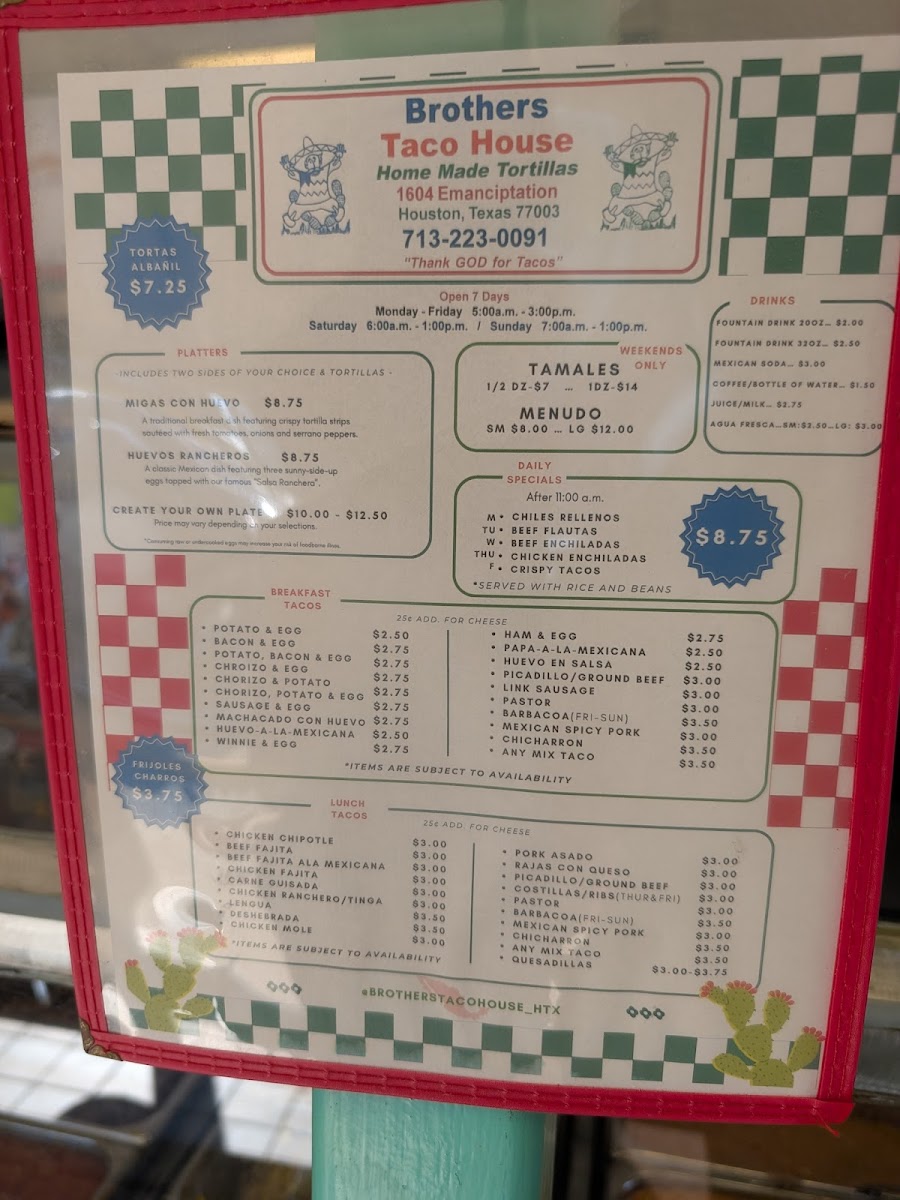 Brothers
Taco House
Home Made Tortillas
1604 Emanciptation
Houston, Texas 77003
713-223-0091
"Thank GOD for Tacos"
TORTAS
ALBAÑIL
$7.25
Open 7 Days
Monday - Friday 5:00a.m. - 3:00p.m.
Saturday 6:00a.m. - 1:00p.m. / Sunday 7:00a.m. - 1:00p.m.
PLATTERS
-INCLUDES TWO SIDES OF YOUR CHOICE & TORTILLAS -
MIGAS CON HUEVO $8.75
A traditional breakfast dish featuring crispy tortilla strips
sautéed with fresh tomatoes, onions and serrano peppers.
HUEVOS RANCHEROS $8.75
A classic Mexican dish featuring three sunny-side-up
eggs topped with our famous "Salsa Ranchera".
CREATE YOUR OWN PLATE $10.00 - $12.50
Price may vary depending on your selections.
*Consuming raw or undercooked eggs may increase your risk of foodborne illness.
WEEKENDS
ONLY
TAMALES
1/2 DZ-$7 ... 1DZ-$14
MENUDO
SM $8.00 ... LG $12.00
DRINKS
FOUNTAIN DRINK 20OZ... $2.00
FOUNTAIN DRINK 32OZ... $2.50
MEXICAN SODA... $3.00
COFFEE/BOTTLE OF WATER... $1.50
JUICE/MILK... $2.75
AGUA FRESCA...SM:$2.50...LG: $3.00
DAILY
SPECIALS
After 11:00 a.m.
M • CHILES RELLENOS
TU • BEEF FLAUTAS
W • BEEF ENCHILADAS
THU • CHICKEN ENCHILADAS
F • CRISPY TACOS
*SERVED WITH RICE AND BEANS
$8.75
BREAKFAST
TACOS
25¢ ADD. FOR CHEESE
• POTATO & EGG $2.50
• BACON & EGG $2.75
• POTATO, BACON & EGG $2.75
• CHROIZO & EGG $2.75
• CHORIZO & POTATO $2.75
• CHORIZO, POTATO & EGG $2.75
• SAUSAGE & EGG $2.75
• MACHACADO CON HUEVO $2.75
• HUEVO-A-LA-MEXICANA $2.50
• WINNIE & EGG $2.75
• HAM & EGG $2.75
• PAPA-A-LA-MEXICANA $2.50
• HUEVO EN SALSA $2.50
• PICADILLO/GROUND BEEF $3.00
• LINK SAUSAGE $3.00
• PASTOR $3.00
• BARBACOA(FRI-SUN) $3.50
• MEXICAN SPICY PORK $3.00
• CHICHARRON $3.50
• ANY MIX TACO $3.50
*ITEMS ARE SUBJECT TO AVAILABILITY
FRIJOLES
CHARROS
$3.75
LUNCH
TACOS
25¢ ADD. FOR CHEESE
• CHICKEN CHIPOTLE $3.00
• BEEF FAJITA $3.00
• BEEF FAJITA ALA MEXICANA $3.00
• CHICKEN FAJITA $3.00
• CARNE GUISADA $3.00
• CHICKEN RANCHERO/TINGA $3.00
• LENGUA $3.50
• DESHEBRADA $3.50
• CHICKEN MOLE $3.00
*ITEMS ARE SUBJECT TO AVAILABILITY
• PORK ASADO $3.00
• RAJAS CON QUESO $3.00
• PICADILLO/GROUND BEEF $3.00
• COSTILLAS/RIBS(THUR&FRI) $3.00
• PASTOR $3.00
• BARBACOA(FRI-SUN) $3.50
• MEXICAN SPICY PORK $3.00
• CHICHARRON $3.50
• ANY MIX TACO $3.50
• QUESADILLAS $3.00-$3.75
@BROTHERSTACOHOUSE_HTX